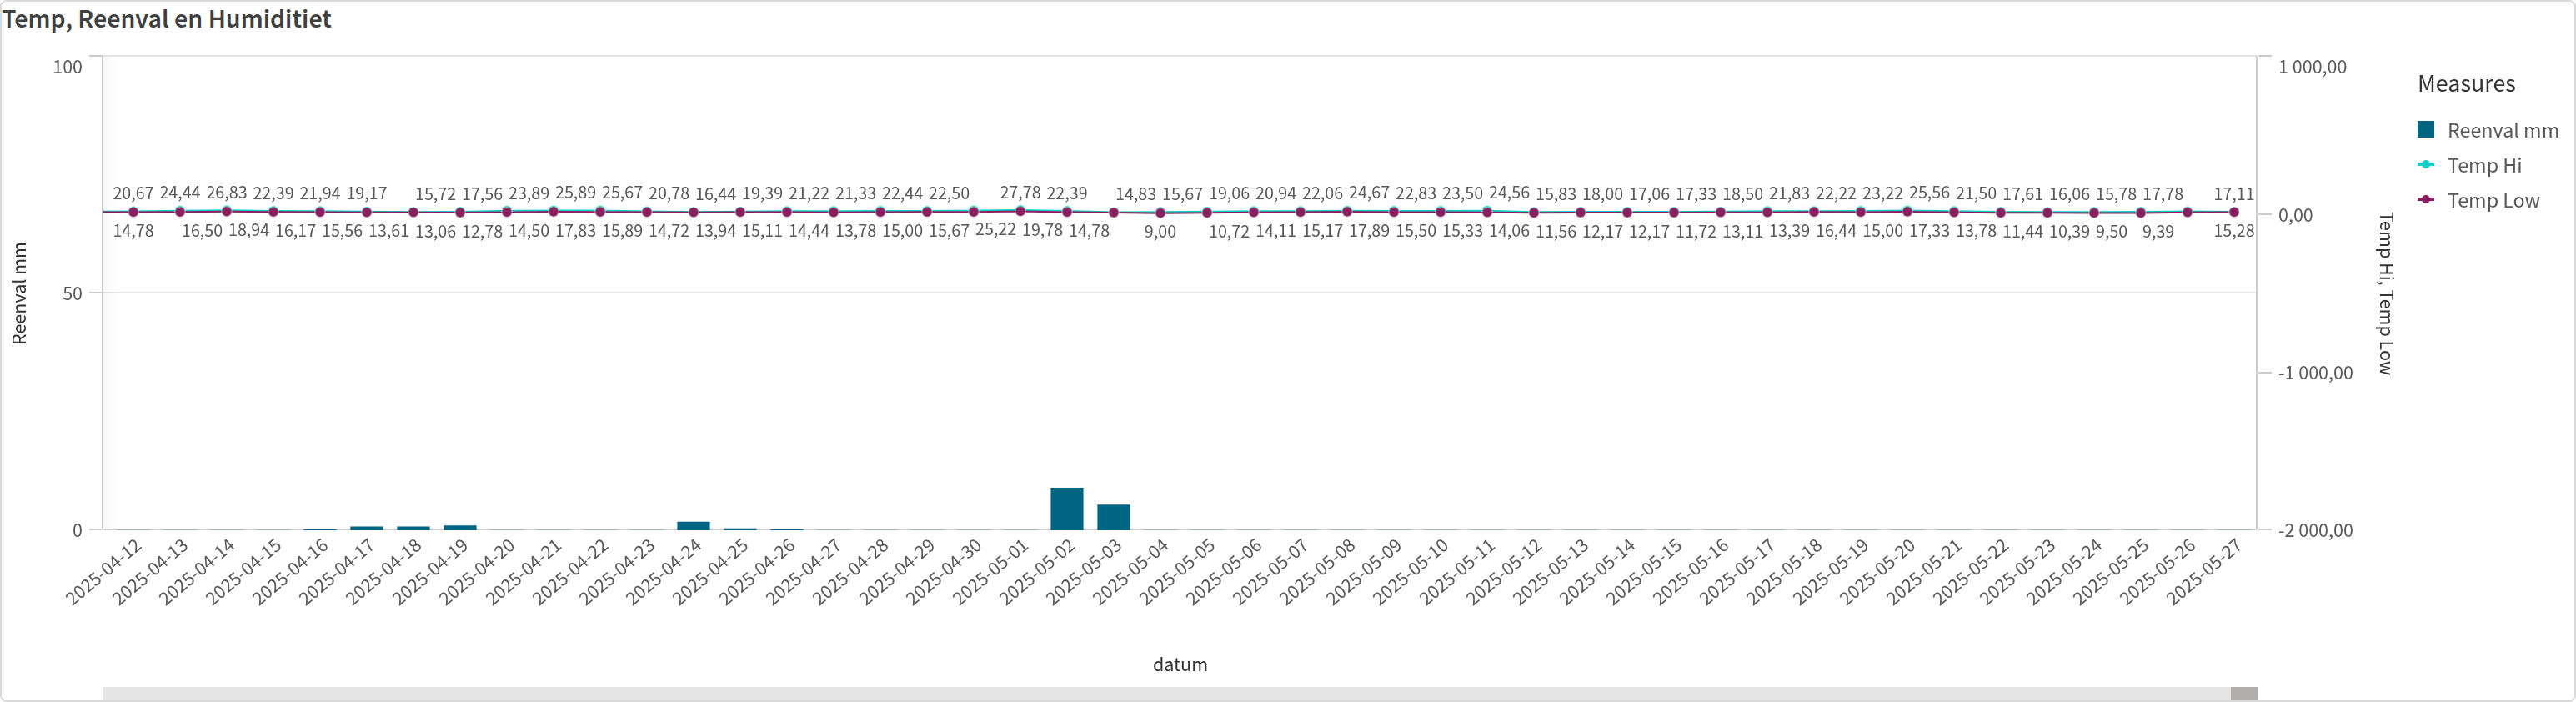 Temp, Reenval en Humiditiet
100
50
0
Reenval mm
1 000,00
0,00
-1 000,00
-2 000,00
Temp Hi, Temp Low
Measures
Reenval mm
Temp Hi
Temp Low
20,67 24,44 26,83 22,39 21,94 19,17 15,72 17,56 23,89 25,89 25,67 20,78 16,44 19,39 21,22 21,33 22,44 22,50 27,78 22,39 14,83 15,67 19,06 20,94 22,06 24,67 22,83 23,50 24,56 15,83 18,00 17,06 17,33 18,50 21,83 22,22 23,22 25,56 21,50 17,61 16,06 15,78 17,78 17,11
14,78 16,50 18,94 16,17 15,56 13,61 13,06 12,78 14,50 17,83 15,89 14,72 13,94 15,11 14,44 13,78 15,00 15,67 25,22 19,78 14,78 9,00 10,72 14,11 15,17 17,89 15,50 15,33 14,06 11,56 12,17 12,17 11,72 13,11 13,39 16,44 15,00 17,33 13,78 11,44 10,39 9,50 9,39 15,28
2025-04-12 2025-04-13 2025-04-14 2025-04-15 2025-04-16 2025-04-17 2025-04-18 2025-04-19 2025-04-20 2025-04-21 2025-04-22 2025-04-23 2025-04-24 2025-04-25 2025-04-26 2025-04-27 2025-04-28 2025-04-29 2025-04-30 2025-05-01 2025-05-02 2025-05-03 2025-05-04 2025-05-05 2025-05-06 2025-05-07 2025-05-08 2025-05-09 2025-05-10 2025-05-11 2025-05-12 2025-05-13 2025-05-14 2025-05-15 2025-05-16 2025-05-17 2025-05-18 2025-05-19 2025-05-20 2025-05-21 2025-05-22 2025-05-23 2025-05-24 2025-05-25 2025-05-26 2025-05-27
datum